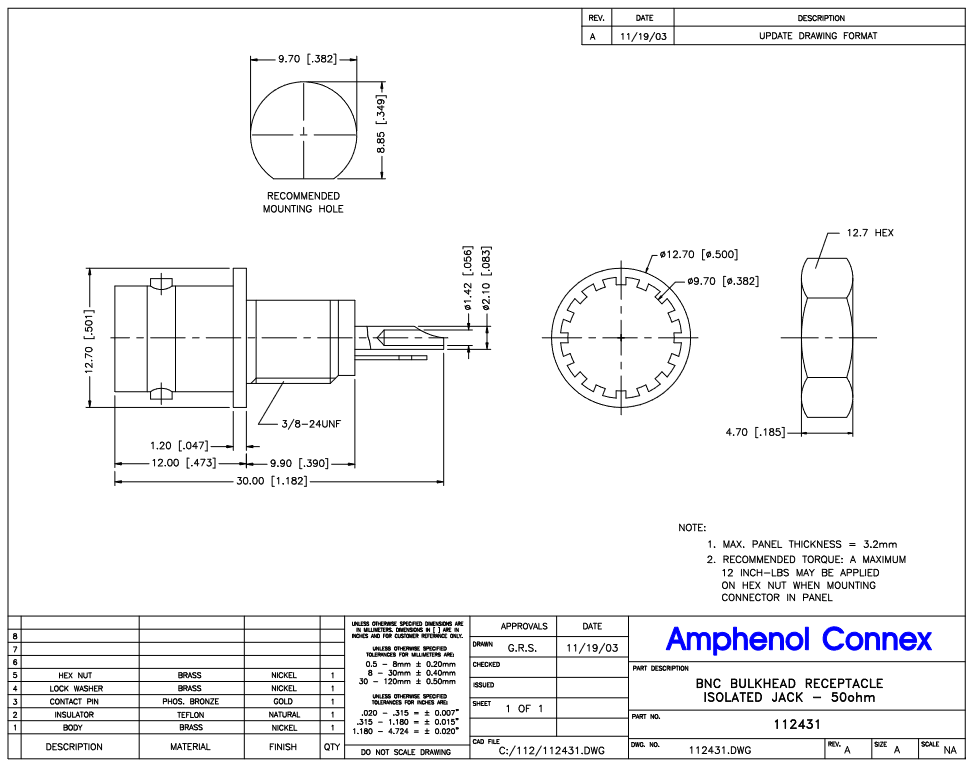 REV. DATE DESCRIPTION
A 11/19/03 UPDATE DRAWING FORMAT
9.70 [.382]
8.85 [.349]
RECOMMENDED
MOUNTING HOLE
12.70 [.501]
ø1.42 [.056]
ø2.10 [.083]
3/8-24UNF
1.20 [.047]
12.00 [.473]
9.90 [.390]
30.00 [1.182]
ø12.70 [ø.500]
ø9.70 [ø.382]
12.7 HEX
4.70 [.185]
NOTE:
1. MAX. PANEL THICKNESS = 3.2mm
2. RECOMMENDED TORQUE: A MAXIMUM
12 INCH-LBS MAY BE APPLIED
ON HEX NUT WHEN MOUNTING
CONNECTOR IN PANEL
8
7
6
5 HEX NUT BRASS NICKEL 1
4 LOCK WASHER BRASS NICKEL 1
3 CONTACT PIN PHOS. BRONZE GOLD 1
2 INSULATOR TEFLON NATURAL 1
1 BODY BRASS NICKEL 1
DESCRIPTION MATERIAL FINISH QTY
UNLESS OTHERWISE SPECIFIED DIMENSIONS ARE
IN MILLIMETERS. DIMENSIONS IN [ ] ARE IN
INCHES AND FOR CUSTOMER REFERENCE ONLY.
UNLESS OTHERWISE SPECIFIED
TOLERANCES FOR MILLIMETERS ARE:
0.5 - 8mm ± 0.20mm
8 - 30mm ± 0.40mm
30 - 120mm ± 0.50mm
UNLESS OTHERWISE SPECIFIED
TOLERANCES FOR INCHES ARE:
.020 - .315 = ± 0.007"
.315 - 1.180 = ± 0.015"
1.180 - 4.724 = ± 0.020"
DO NOT SCALE DRAWING
APPROVALS DATE
DRAWN G.R.S. 11/19/03
CHECKED
ISSUED
SHEET 1 OF 1
CAD FILE
C:/112/112431.DWG
Amphenol Connex
PART DESCRIPTION
BNC BULKHEAD RECEPTACLE
ISOLATED JACK - 50ohm
PART NO.
112431
DWG. NO. 112431.DWG
REV. A
SIZE A
SCALE NA